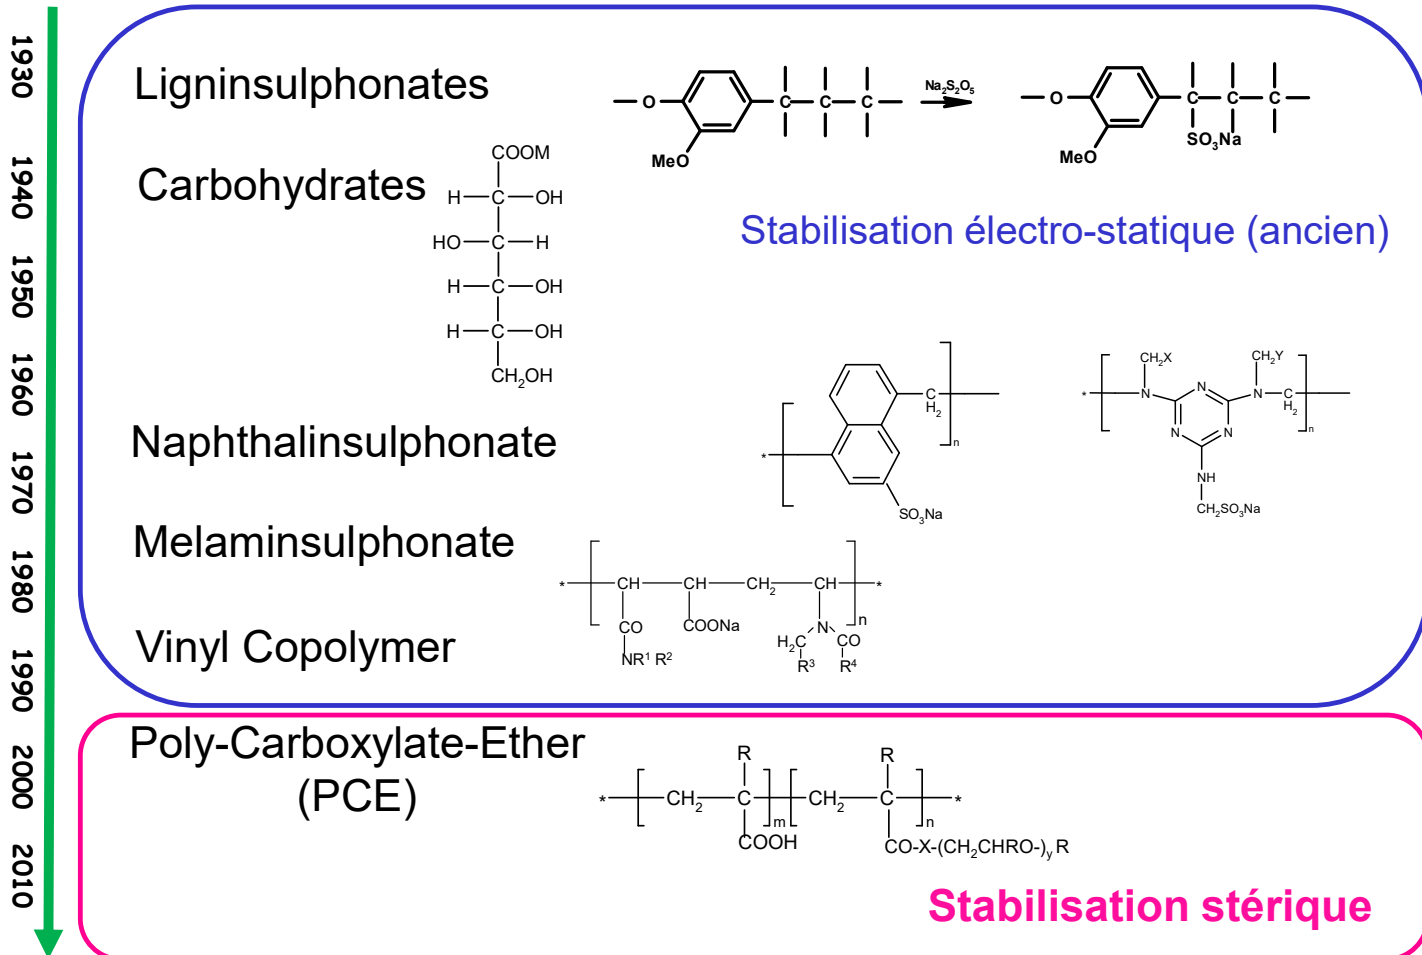 1930
1940
1950
1960
1970
1980
1990
2000
2010
Ligninsulphonates
O
MeO
C
C
C
Na₂S₂O₅
O
MeO
C
C
C
SO₃Na
Carbohydrates
COOM
H C OH
HO C H
H C OH
H C OH
CH₂OH
Stabilisation électro-statique (ancien)
Naphthalinsulphonate
*
C
H₂
n
SO₃Na
CH₂X
CH₂Y
*
N
N
N
C
H₂
n
N
N
NH
CH₂SO₃Na
Melaminsulphonate
* CH CH CH₂ CH *
n
CO
COONa
N
NR¹ R²
H₂C
CO
R³
R⁴
Vinyl Copolymer
Poly-Carboxylate-Ether
(PCE)
R
R
* CH₂ C CH₂ C *
m
n
COOH
CO-X-(CH₂CHRO-)y R
Stabilisation stérique